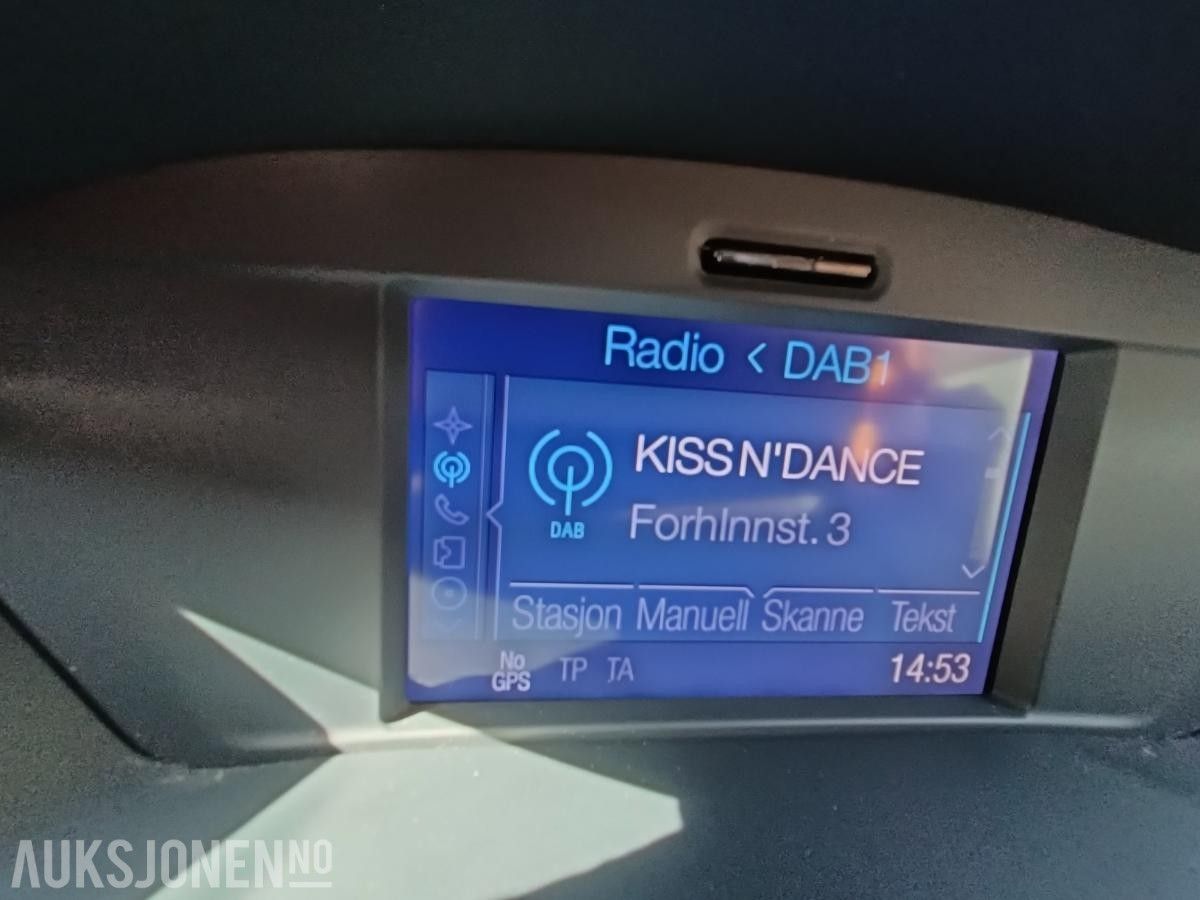 Radio < DAB1
KISS N'DANCE
DAB
ForhInnst. 3
Stasjon Manuell Skanne Tekst
No GPS TP TA 14:53
AUKSJONEN.NO